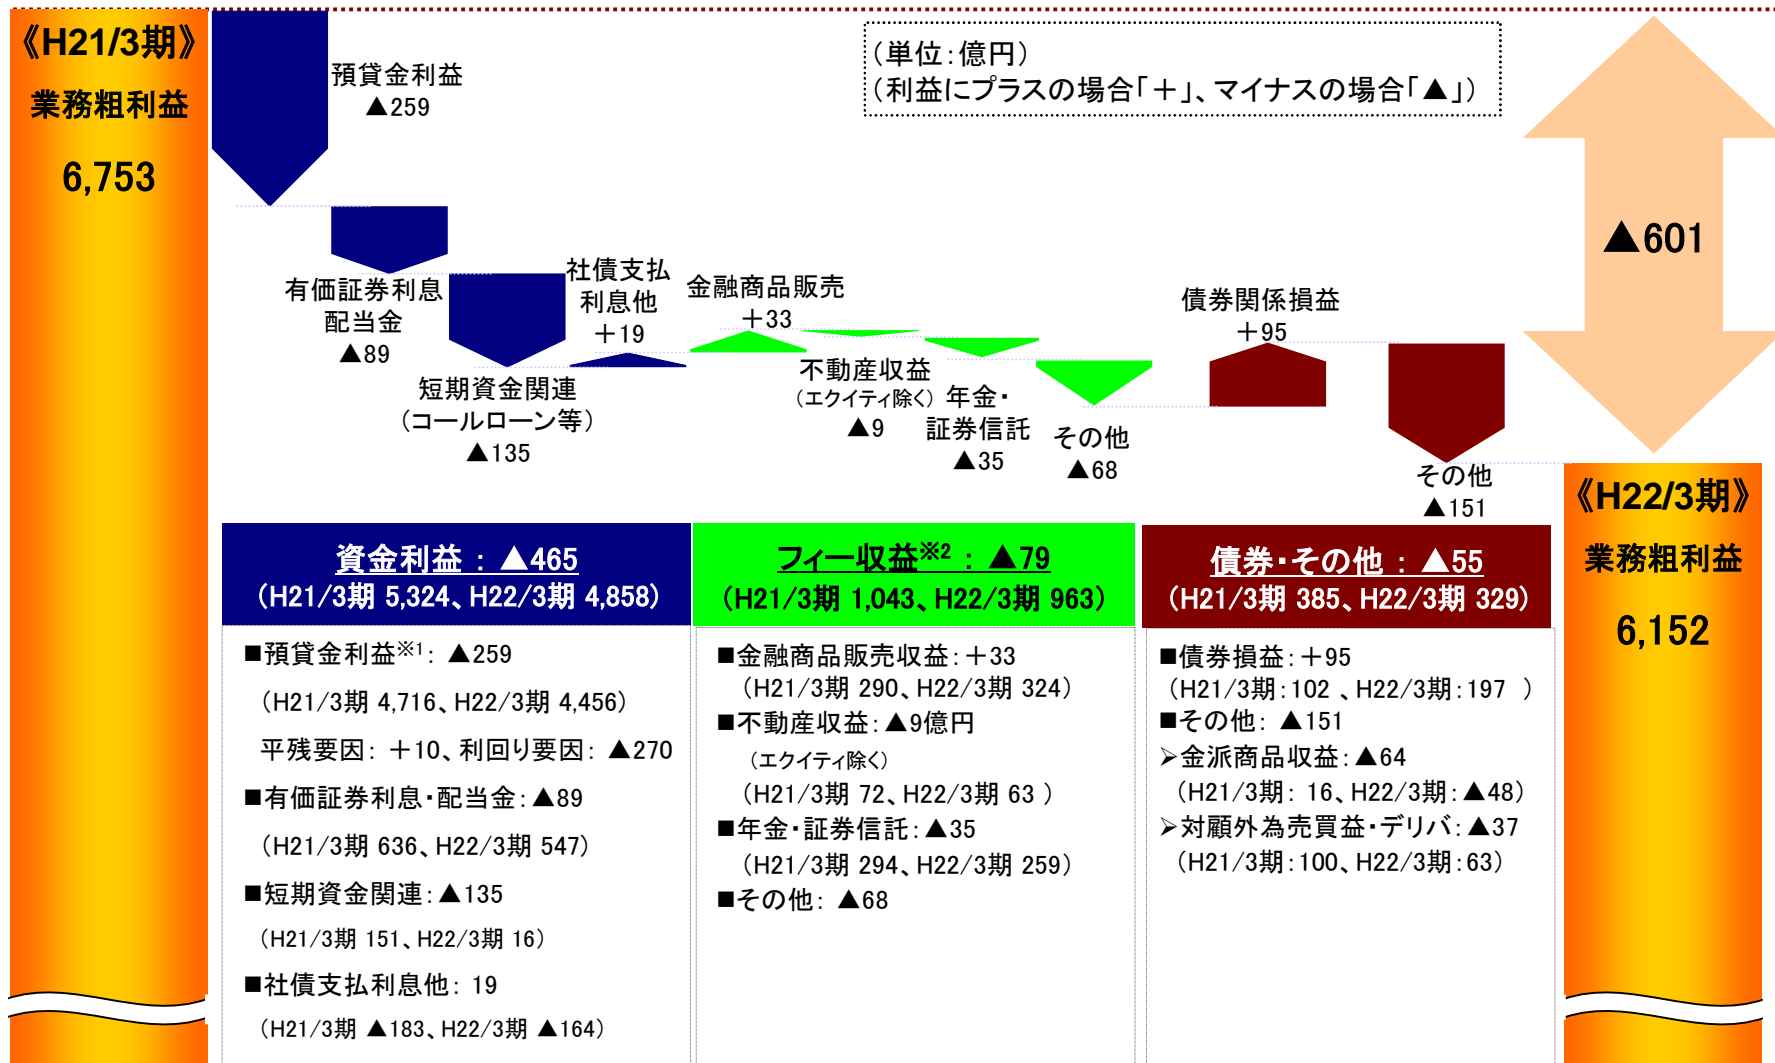 《H21/3期》
業務粗利益
6,753
預貸金利益
▲259
(単位:億円)
(利益にプラスの場合「＋」、マイナスの場合「▲」)
▲601
有価証券利息
配当金
▲89
短期資金関連
(コールローン等)
▲135
社債支払
利息他
＋19
金融商品販売
＋33
不動産収益
(エクイティ除く)
▲9
年金・
証券信託
▲35
その他
▲68
債券関係損益
＋95
その他
▲151
《H22/3期》
業務粗利益
6,152
資金利益 : ▲465
(H21/3期 5,324、H22/3期 4,858)
■預貸金利益※1: ▲259
(H21/3期 4,716、H22/3期 4,456)
平残要因: ＋10、利回り要因: ▲270
■有価証券利息・配当金:▲89
(H21/3期 636、H22/3期 547)
■短期資金関連:▲135
(H21/3期 151、H22/3期 16)
■社債支払利息他: 19
(H21/3期 ▲183、H22/3期 ▲164)
フィー収益※2 : ▲79
(H21/3期 1,043、H22/3期 963)
■金融商品販売収益:＋33
(H21/3期 290、H22/3期 324)
■不動産収益:▲9億円
(エクイティ除く)
(H21/3期 72、H22/3期 63 )
■年金・証券信託:▲35
(H21/3期 294、H22/3期 259)
■その他: ▲68
債券・その他 : ▲55
(H21/3期 385、H22/3期 329)
■債券損益:＋95
(H21/3期:102 、H22/3期:197 )
■その他: ▲151
➢金派商品収益:▲64
(H21/3期: 16、H22/3期:▲48)
➢対顧外為売買益・デリバ:▲37
(H21/3期:100、H22/3期:63)